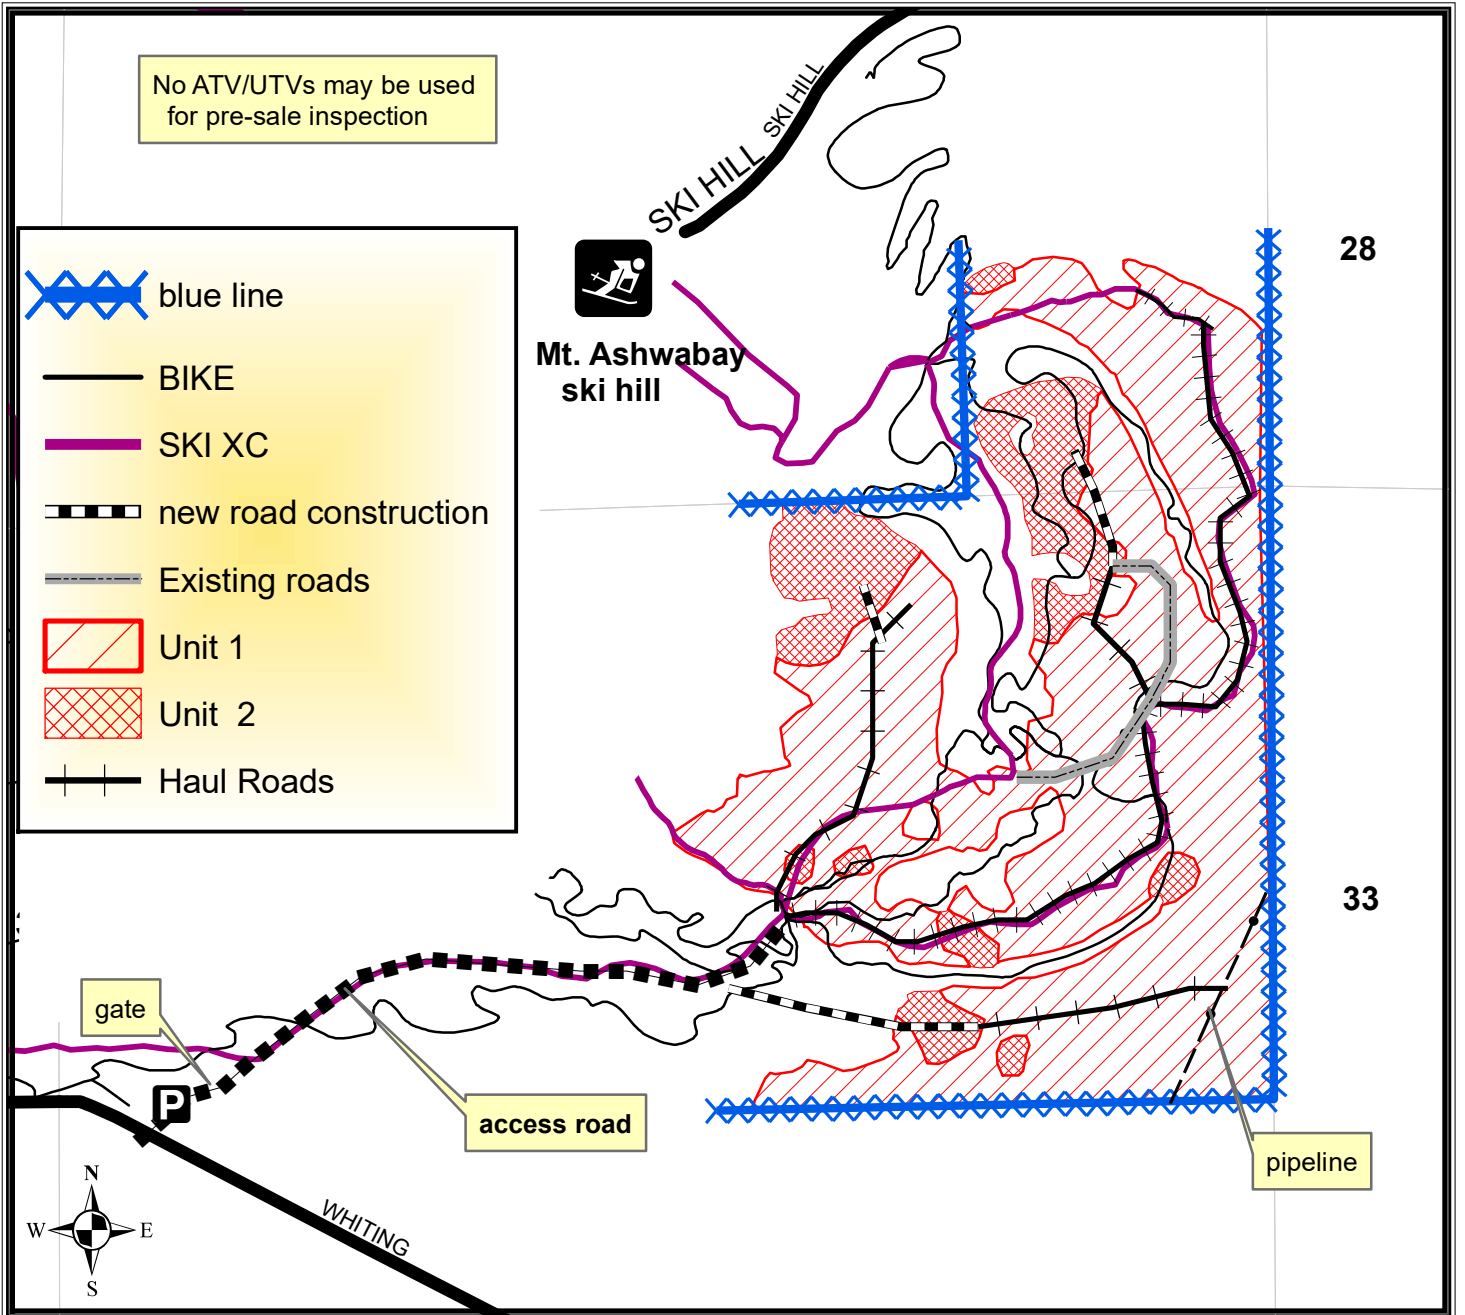 No ATV/UTVs may be used
for pre-sale inspection
SKI HILL
SKI HILL
28
blue line
BIKE
SKI XC
new road construction
Existing roads
Unit 1
Unit 2
Haul Roads
Mt. Ashwabay
ski hill
33
gate
P
access road
pipeline
WHITING
N
W E
S